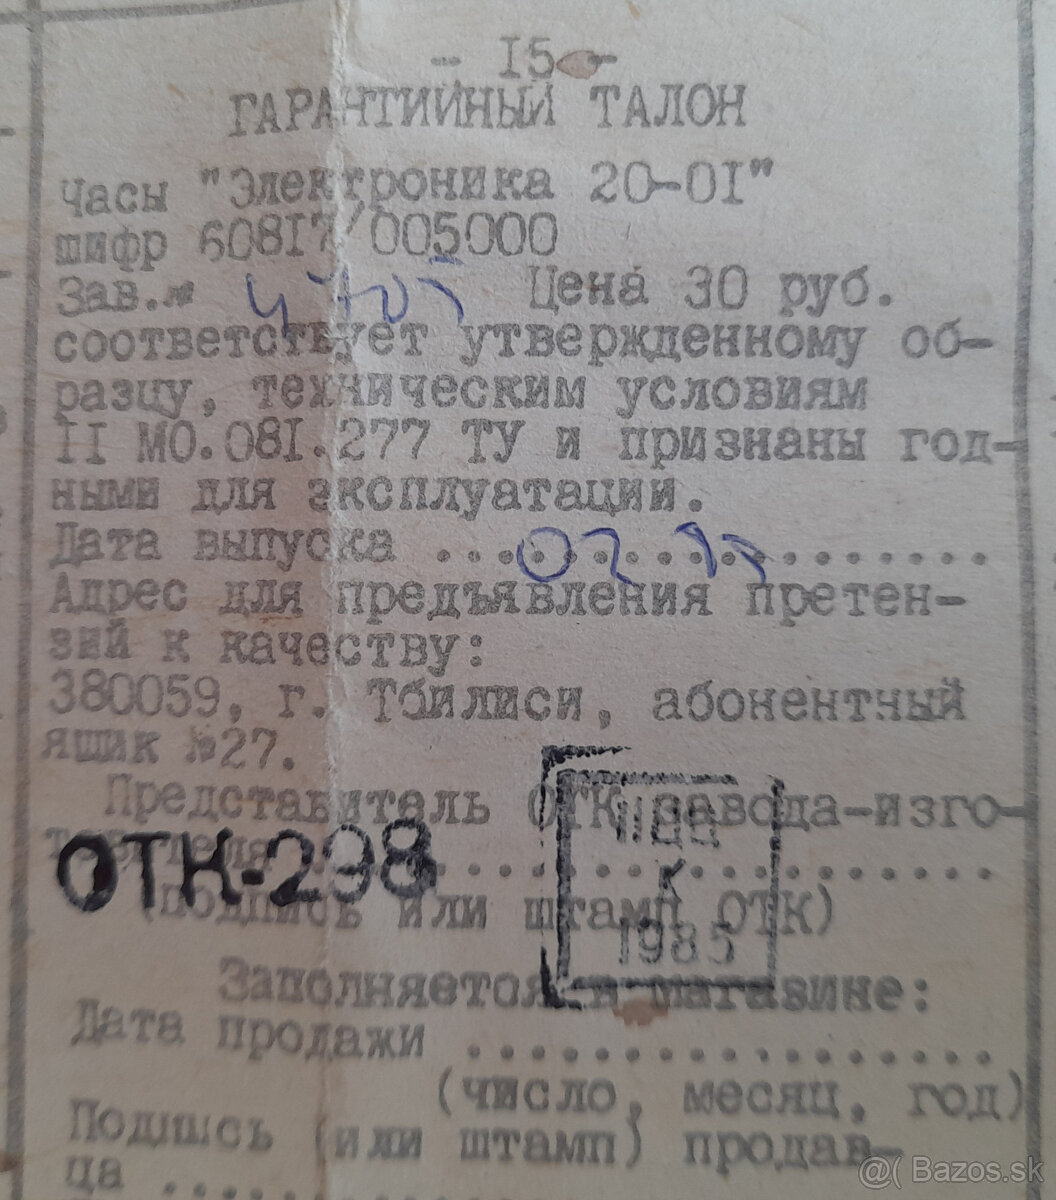 - I5 -
ГАРАНТИЙНЫЙ ТАЛОН
Часы "Электроника 20-0I"
шифр 608I7/005000
Зав.№ 4705 Цена 30 руб.
соответствует утвержденному об-
разцу, техническим условиям
II МО.08I.277 ТУ и признаны год-
ными для эксплуатации.
Дата выпуска ...................
Адрес для предъявления претен-
зий к качеству:
380059, г. Тбилиси, абонентный
ящик №27.
Представитель ОТК завода-изго-
товителя ..................
ОТК-298
(подпись или штамп ОТК)
1985
Заполняется в магазине:
Дата продажи ..................
(число, месяц, год)
Подпись (или штамп) продав-
ца ...............
@( Bazos.sk